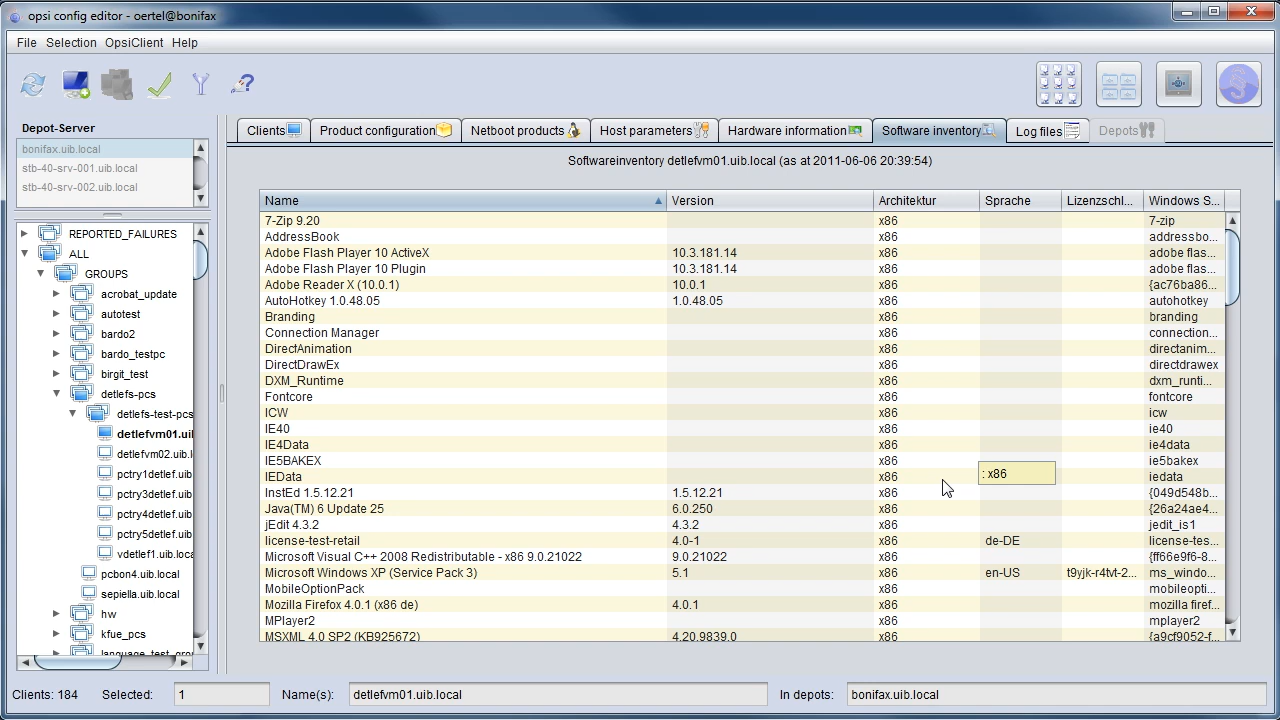 opsi config editor - oertel@bonifax
File Selection OpsiClient Help
Depot-Server
bonifax.uib.local
stb-40-srv-001.uib.local
stb-40-srv-002.uib.local
REPORTED_FAILURES
ALL
GROUPS
acrobat_update
autotest
bardo2
bardo_testpc
birgit_test
detlefs-pcs
detlefs-test-pcs
detlefvm01.uib
detlefvm02.uib
pctry1detlef.uib
pctry3detlef.uib
pctry4detlef.uib
pctry5detlef.uib
vdetlef1.uib.loca
pcbon4.uib.local
sepiella.uib.local
hw
kfue_pcs
language_test_grou
Clients Product configuration Netboot products Host parameters Hardware information Software inventory Log files Depots
Softwareinventory detlefvm01.uib.local (as at 2011-06-06 20:39:54)
Name Version Architektur Sprache Lizenzschl... Windows S...
7-Zip 9.20 x86 7-zip
AddressBook x86 addressbo...
Adobe Flash Player 10 ActiveX 10.3.181.14 x86 adobe flas...
Adobe Flash Player 10 Plugin 10.3.181.14 x86 adobe flas...
Adobe Reader X (10.0.1) 10.0.1 x86 {ac76ba86...
AutoHotkey 1.0.48.05 1.0.48.05 x86 autohotkey
Branding x86 branding
Connection Manager x86 connection...
DirectAnimation x86 directanim...
DirectDrawEx x86 directdrawex
DXM_Runtime x86 dxm_runti...
Fontcore x86 fontcore
ICW x86 icw
IE40 x86 ie40
IE4Data x86 ie4data
IE5BAKEX x86 ie5bakex
IEData x86 : x86 iedata
InstEd 1.5.12.21 1.5.12.21 x86 {049d548b...
Java(TM) 6 Update 25 6.0.250 x86 {26a24ae4...
jEdit 4.3.2 4.3.2 x86 jedit_is1
license-test-retail 4.0-1 x86 de-DE license-tes...
Microsoft Visual C++ 2008 Redistributable - x86 9.0.21022 9.0.21022 x86 {ff66e9f6-8...
Microsoft Windows XP (Service Pack 3) 5.1 x86 en-US t9yjk-r4tvt-2... ms_windo...
MobileOptionPack x86 mobileopti...
Mozilla Firefox 4.0.1 (x86 de) 4.0.1 x86 mozilla firef...
MPlayer2 x86 mplayer2
MSXML 4.0 SP2 (KB925672) 4.20.9839.0 x86 {a9cf9052-f...
Clients: 184 Selected: 1 Name(s): detlefvm01.uib.local In depots: bonifax.uib.local